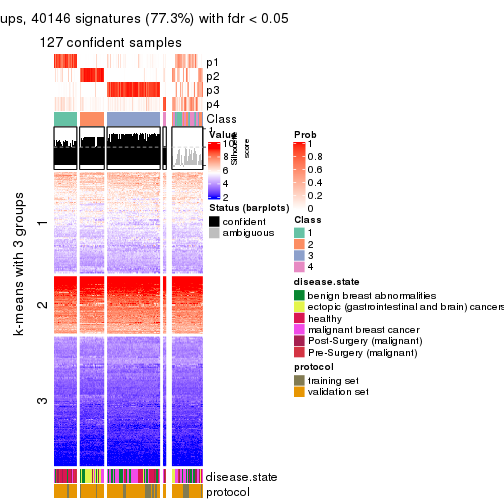 ups, 40146 signatures (77.3%) with fdr < 0.05
127 confident samples
p1
p2
p3
p4
Class
k-means with 3 groups
1
2
3
disease.state
protocol
Value
10
8
6
4
2
Silhouette
score
1
Status (barplots)
confident
ambiguous
Prob
1
0.8
0.6
0.4
0.2
0
Class
1
2
3
4
disease.state
benign breast abnormalities
ectopic (gastrointestinal and brain) cancers
healthy
malignant breast cancer
Post-Surgery (malignant)
Pre-Surgery (malignant)
protocol
training set
validation set